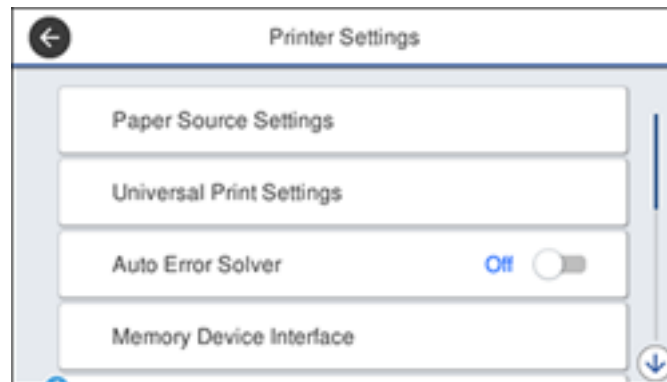 Printer Settings
Paper Source Settings
Universal Print Settings
Auto Error Solver Off
Memory Device Interface